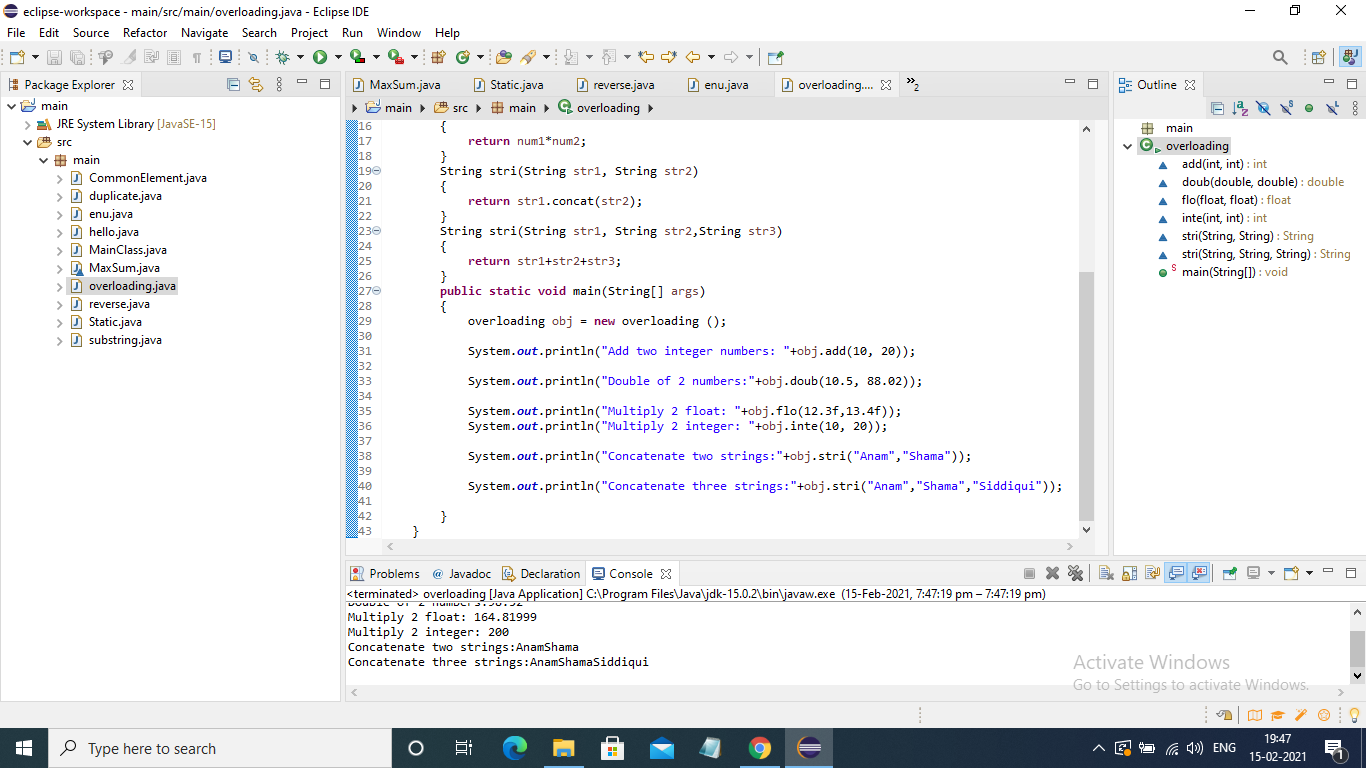 eclipse-workspace - main/src/main/overloading.java - Eclipse IDE
File Edit Source Refactor Navigate Search Project Run Window Help
Package Explorer
main
JRE System Library [JavaSE-15]
src
main
CommonElement.java
duplicate.java
enu.java
hello.java
MainClass.java
MaxSum.java
overloading.java
reverse.java
Static.java
substring.java
MaxSum.java Static.java reverse.java enu.java overloading.... »2
main src main overloading
16 {
17 return num1*num2;
18 }
19 String stri(String str1, String str2)
20 {
21 return str1.concat(str2);
22 }
23 String stri(String str1, String str2,String str3)
24 {
25 return str1+str2+str3;
26 }
27 public static void main(String[] args)
28 {
29 overloading obj = new overloading ();
30
31 System.out.println("Add two integer numbers: "+obj.add(10, 20));
32
33 System.out.println("Double of 2 numbers:"+obj.doub(10.5, 88.02));
34
35 System.out.println("Multiply 2 float: "+obj.flo(12.3f,13.4f));
36 System.out.println("Multiply 2 integer: "+obj.inte(10, 20));
37
38 System.out.println("Concatenate two strings:"+obj.stri("Anam","Shama"));
39
40 System.out.println("Concatenate three strings:"+obj.stri("Anam","Shama","Siddiqui"));
41
42 }
43 }
Outline
main
overloading
add(int, int) : int
doub(double, double) : double
flo(float, float) : float
inte(int, int) : int
stri(String, String) : String
stri(String, String, String) : String
S main(String[]) : void
Problems @ Javadoc Declaration Console
<terminated> overloading [Java Application] C:\Program Files\Java\jdk-15.0.2\bin\javaw.exe (15-Feb-2021, 7:47:19 pm – 7:47:19 pm)
Double of 2 numbers:98.52
Multiply 2 float: 164.81999
Multiply 2 integer: 200
Concatenate two strings:AnamShama
Concatenate three strings:AnamShamaSiddiqui
Activate Windows
Go to Settings to activate Windows.
Type here to search
ENG
19:47
15-02-2021
1